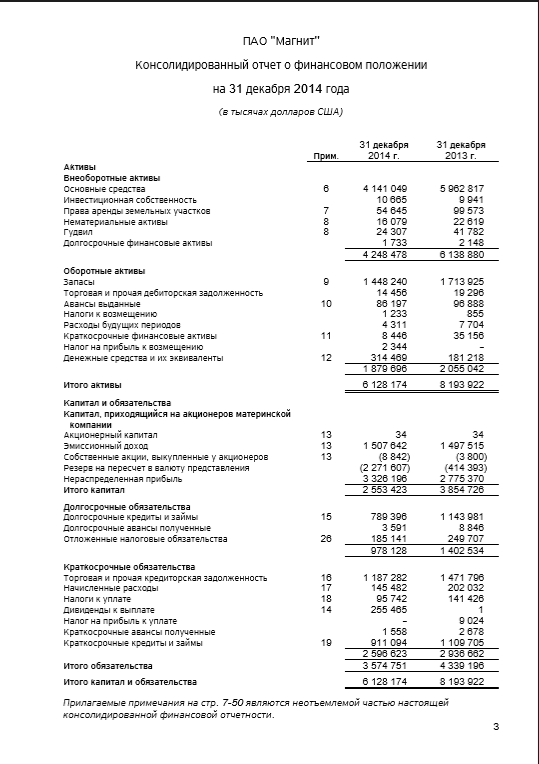 ПАО "Магнит"
Консолидированный отчет о финансовом положении
на 31 декабря 2014 года
(в тысячах долларов США)
31 декабря 31 декабря
Прим. 2014 г. 2013 г.
Активы
Внеоборотные активы
Основные средства 6 4 141 049 5 962 817
Инвестиционная собственность 10 665 9 941
Права аренды земельных участков 7 54 645 99 573
Нематериальные активы 8 16 079 22 619
Гудвил 8 24 307 41 782
Долгосрочные финансовые активы 1 733 2 148
4 248 478 6 138 880
Оборотные активы
Запасы 9 1 448 240 1 713 925
Торговая и прочая дебиторская задолженность 14 456 19 296
Авансы выданные 10 86 197 96 888
Налоги к возмещению 1 233 855
Расходы будущих периодов 4 311 7 704
Краткосрочные финансовые активы 11 8 446 35 156
Налог на прибыль к возмещению 2 344 –
Денежные средства и их эквиваленты 12 314 469 181 218
1 879 696 2 055 042
Итого активы 6 128 174 8 193 922
Капитал и обязательства
Капитал, приходящийся на акционеров материнской
компании
Акционерный капитал 13 34 34
Эмиссионный доход 13 1 507 642 1 497 515
Собственные акции, выкупленные у акционеров 13 (8 842) (3 800)
Резерв на пересчет в валюту представления (2 271 607) (414 393)
Нераспределенная прибыль 3 326 196 2 775 370
Итого капитал 2 553 423 3 854 726
Долгосрочные обязательства
Долгосрочные кредиты и займы 15 789 396 1 143 981
Долгосрочные авансы полученные 3 591 8 846
Отложенные налоговые обязательства 26 185 141 249 707
978 128 1 402 534
Краткосрочные обязательства
Торговая и прочая кредиторская задолженность 16 1 187 282 1 471 796
Начисленные расходы 17 145 482 202 032
Налоги к уплате 18 95 742 141 426
Дивиденды к выплате 14 255 465 1
Налог на прибыль к уплате – 9 024
Краткосрочные авансы полученные 1 558 2 678
Краткосрочные кредиты и займы 19 911 094 1 109 705
2 596 623 2 936 662
Итого обязательства 3 574 751 4 339 196
Итого капитал и обязательства 6 128 174 8 193 922
Прилагаемые примечания на стр. 7-50 являются неотъемлемой частью настоящей
консолидированной финансовой отчетности.
3